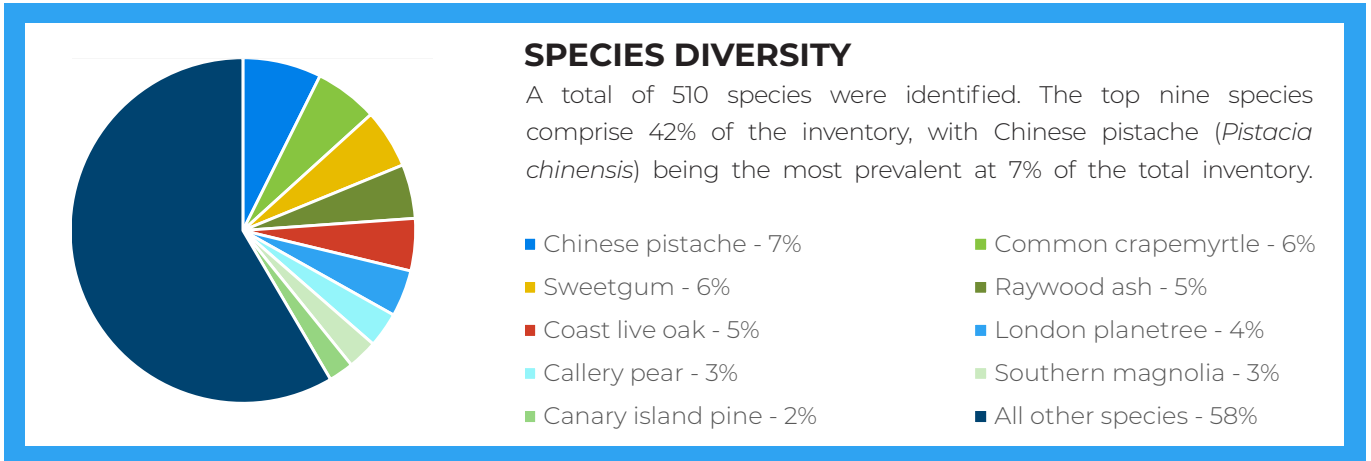 SPECIES DIVERSITY
A total of 510 species were identified. The top nine species
comprise 42% of the inventory, with Chinese pistache (Pistacia
chinensis) being the most prevalent at 7% of the total inventory.
Chinese pistache - 7%
Common crapemyrtle - 6%
Sweetgum - 6%
Raywood ash - 5%
Coast live oak - 5%
London planetree - 4%
Callery pear - 3%
Southern magnolia - 3%
Canary island pine - 2%
All other species - 58%